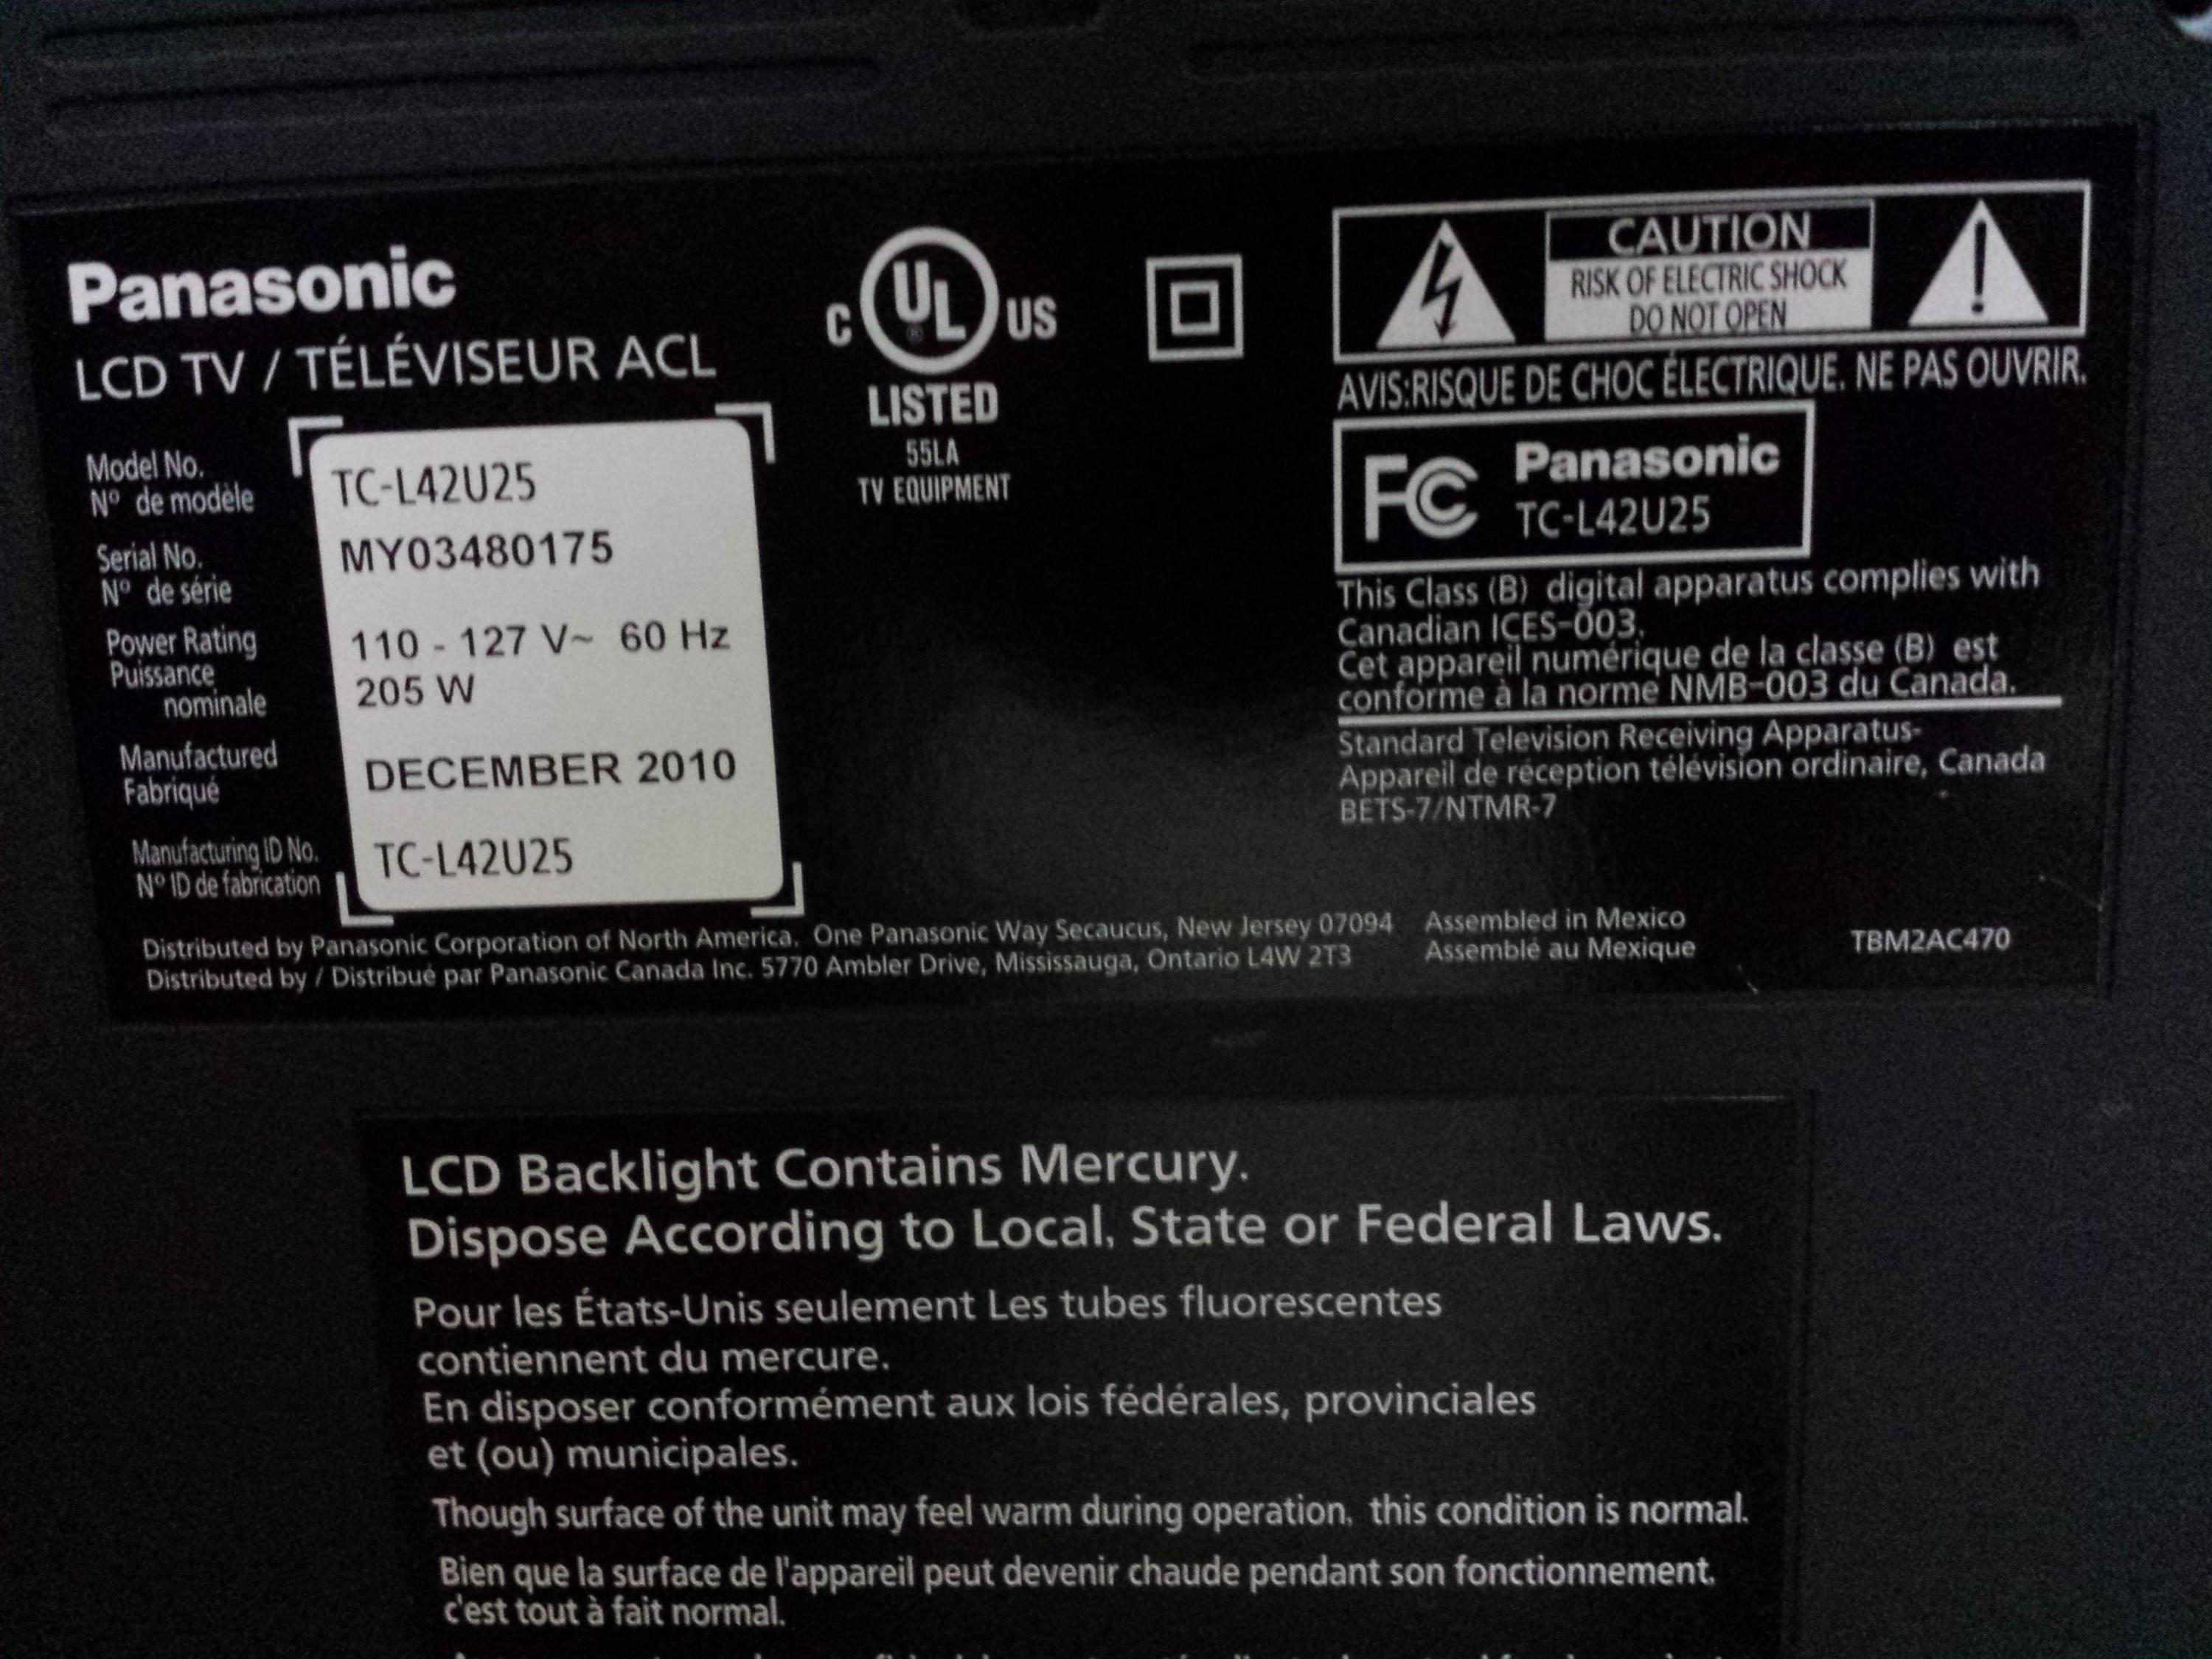 Panasonic
LCD TV / TÉLÉVISEUR ACL
Model No.
Nº de modèle
TC-L42U25
Serial No.
Nº de série
MY03480175
Power Rating
Puissance
nominale
110 - 127 V~ 60 Hz
205 W
Manufactured
Fabriqué
DECEMBER 2010
Manufacturing ID No.
Nº ID de fabrication
TC-L42U25
C UL US
®
LISTED
55LA
TV EQUIPMENT
CAUTION
RISK OF ELECTRIC SHOCK
DO NOT OPEN
AVIS:RISQUE DE CHOC ÉLECTRIQUE. NE PAS OUVRIR.
FC Panasonic
TC-L42U25
This Class (B) digital apparatus complies with
Canadian ICES-003.
Cet appareil numérique de la classe (B) est
conforme à la norme NMB-003 du Canada.
Standard Television Receiving Apparatus-
Appareil de réception télévision ordinaire, Canada
BETS-7/NTMR-7
Distributed by Panasonic Corporation of North America. One Panasonic Way Secaucus, New Jersey 07094
Distributed by / Distribué par Panasonic Canada Inc. 5770 Ambler Drive, Mississauga, Ontario L4W 2T3
Assembled in Mexico
Assemblé au Mexique
TBM2AC470
LCD Backlight Contains Mercury.
Dispose According to Local, State or Federal Laws.
Pour les États-Unis seulement Les tubes fluorescentes
contiennent du mercure.
En disposer conformément aux lois fédérales, provinciales
et (ou) municipales.
Though surface of the unit may feel warm during operation, this condition is normal.
Bien que la surface de l'appareil peut devenir chaude pendant son fonctionnement,
c'est tout à fait normal.